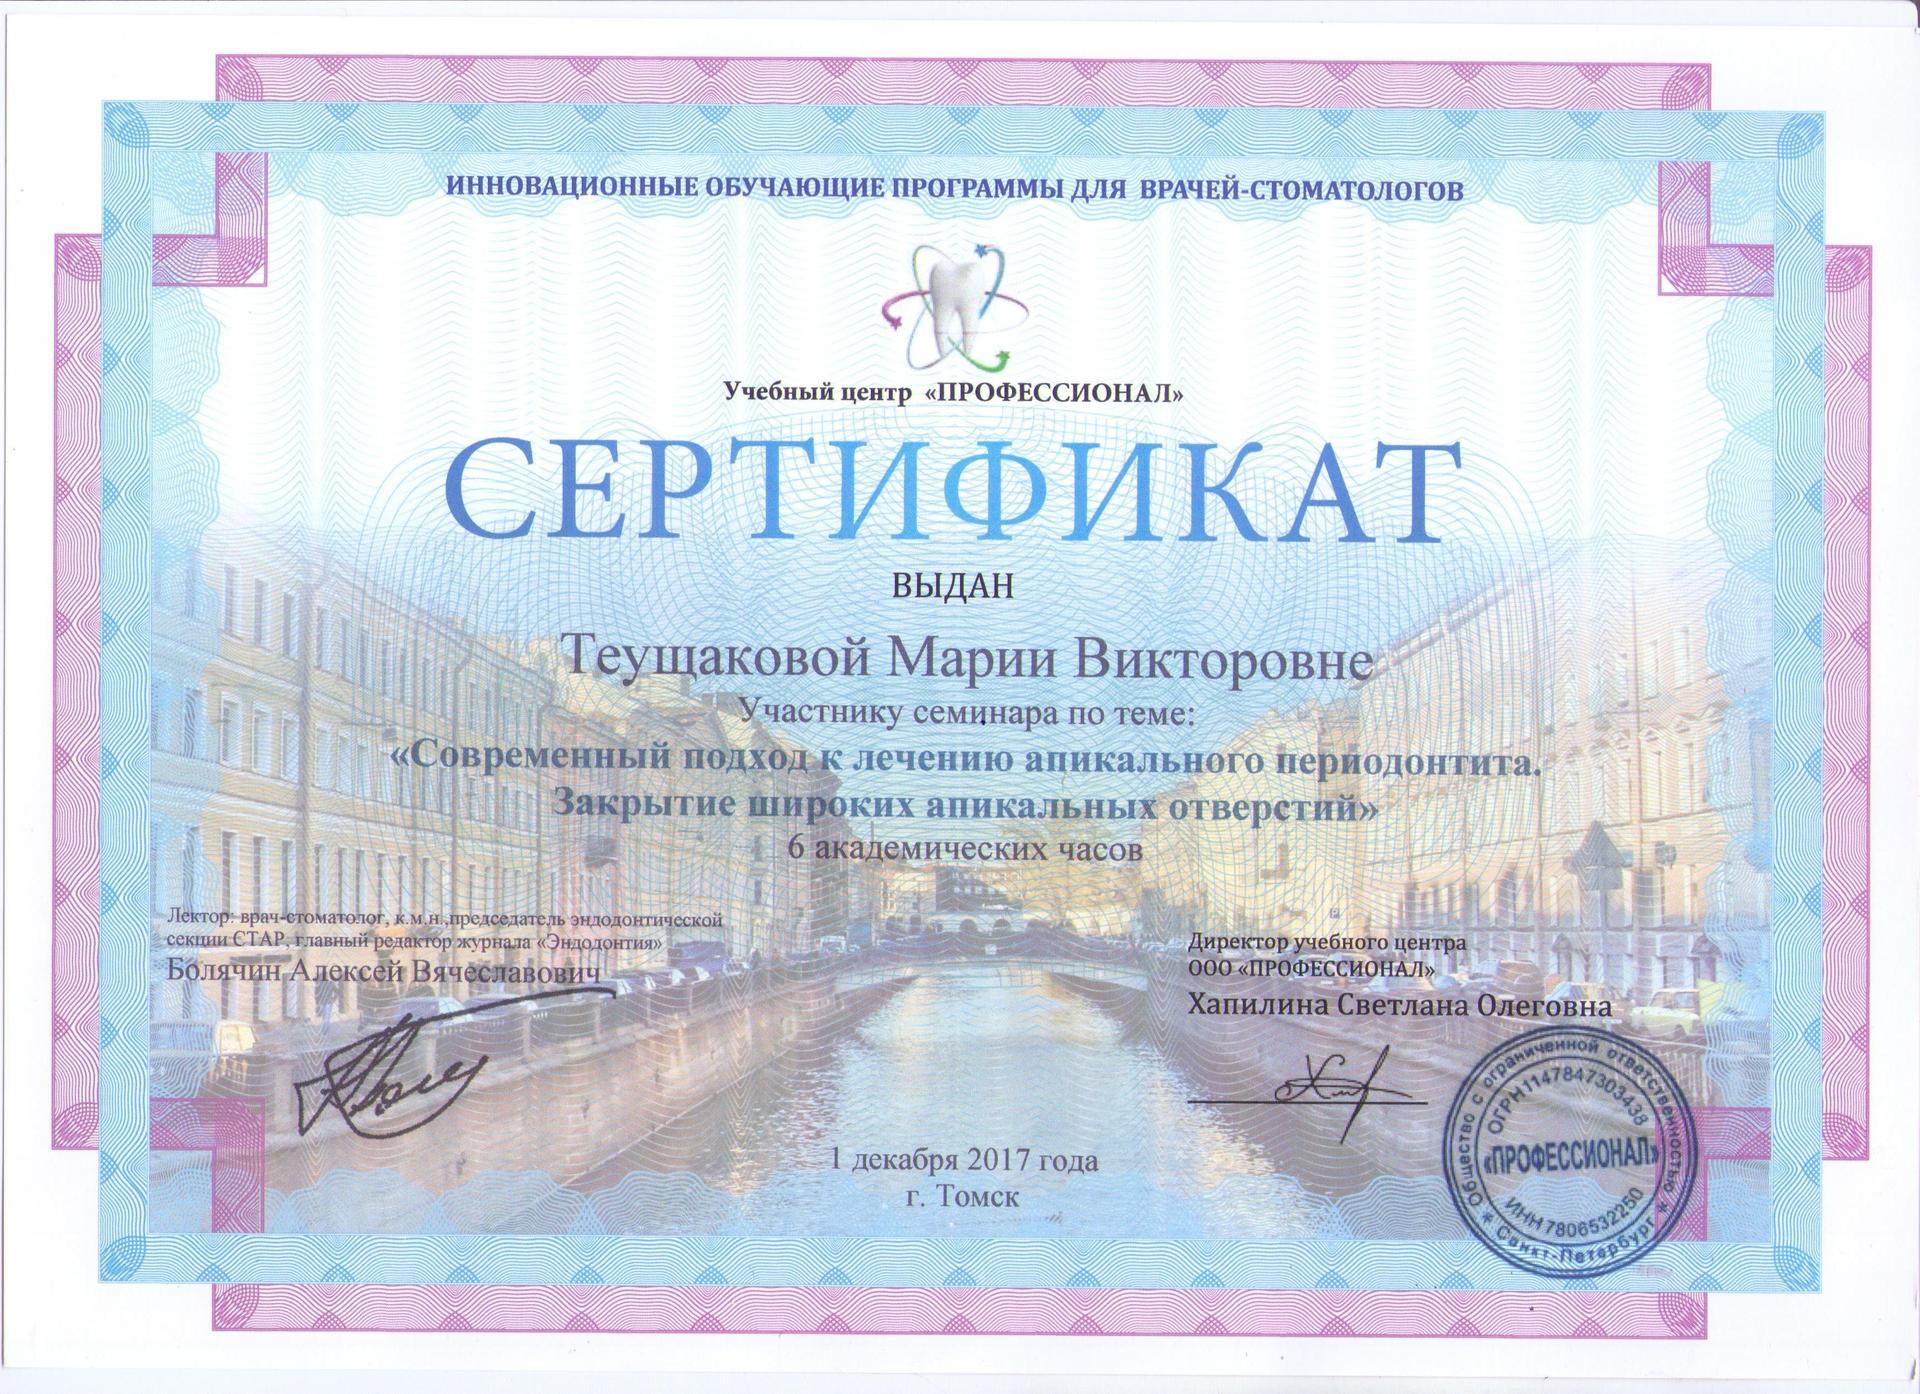 ИННОВАЦИОННЫЕ ОБУЧАЮЩИЕ ПРОГРАММЫ ДЛЯ ВРАЧЕЙ-СТОМАТОЛОГОВ
Учебный центр «ПРОФЕССИОНАЛ»
СЕРТИФИКАТ
ВЫДАН
Теущаковой Марии Викторовне
Участнику семинара по теме:
«Современный подход к лечению апикального периодонтита.
Закрытие широких апикальных отверстий»
6 академических часов
Лектор: врач-стоматолог, к.м.н.,председатель эндодонтической
секции СТАР, главный редактор журнала «Эндодонтия»
Болячин Алексей Вячеславович
Директор учебного центра
ООО «ПРОФЕССИОНАЛ»
Хапилина Светлана Олеговна
1 декабря 2017 года
г. Томск
Общество с ограниченной ответственностью
ОГРН 1147847303438
«ПРОФЕССИОНАЛ»
ИНН 7806532250
* Санкт-Петербург *